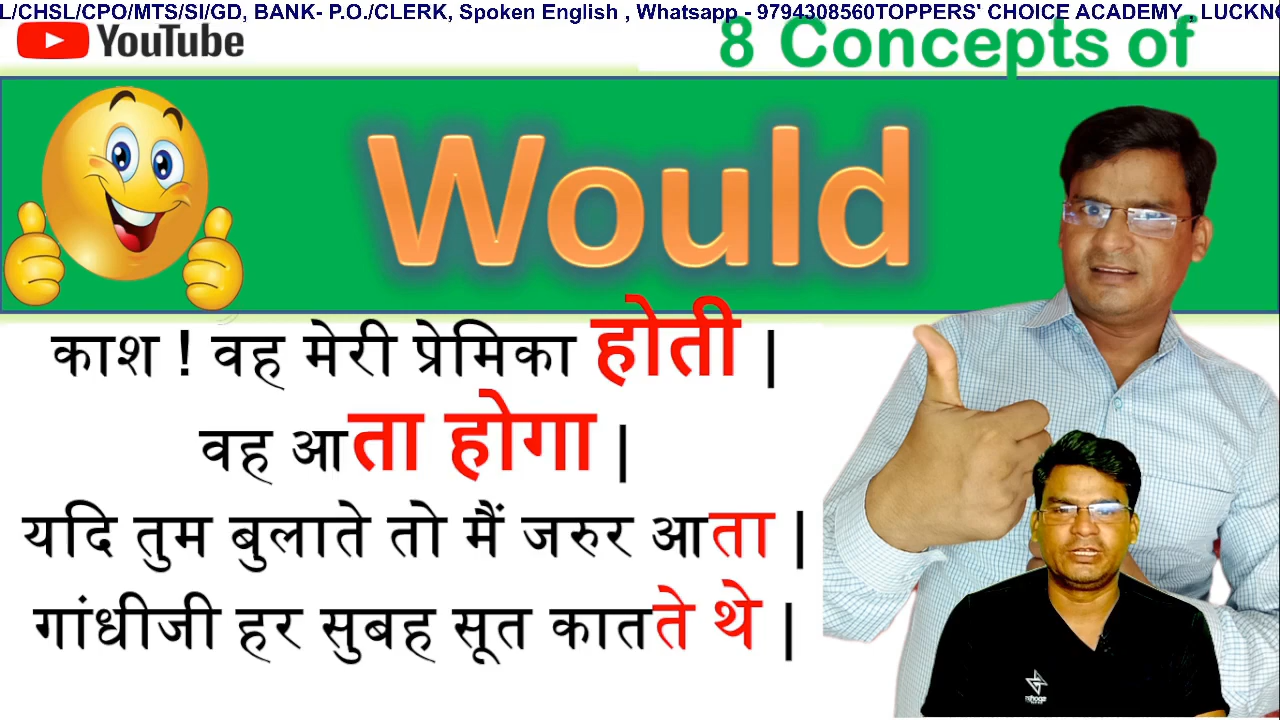 L/CHSL/CPO/MTS/SI/GD, BANK- P.O./CLERK, Spoken English , Whatsapp - 9794308560TOPPERS' CHOICE ACADEMY , LUCKN
YouTube
8 Concepts of
Would
काश ! वह मेरी प्रेमिका होती |
वह आता होगा |
यदि तुम बुलाते तो मैं जरुर आता |
गांधीजी हर सुबह सूत कातते थे |